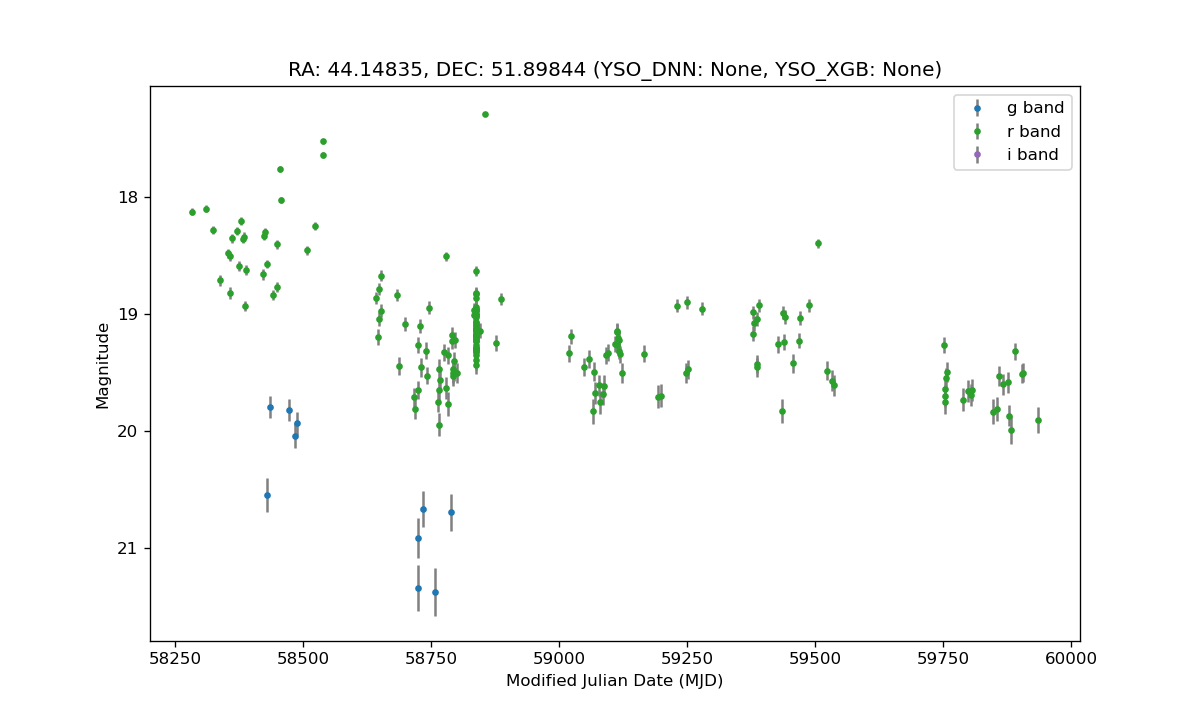 RA: 44.14835, DEC: 51.89844 (YSO_DNN: None, YSO_XGB: None)
g band
r band
i band
18
19
20
21
Magnitude
58250 58500 58750 59000 59250 59500 59750 60000
Modified Julian Date (MJD)